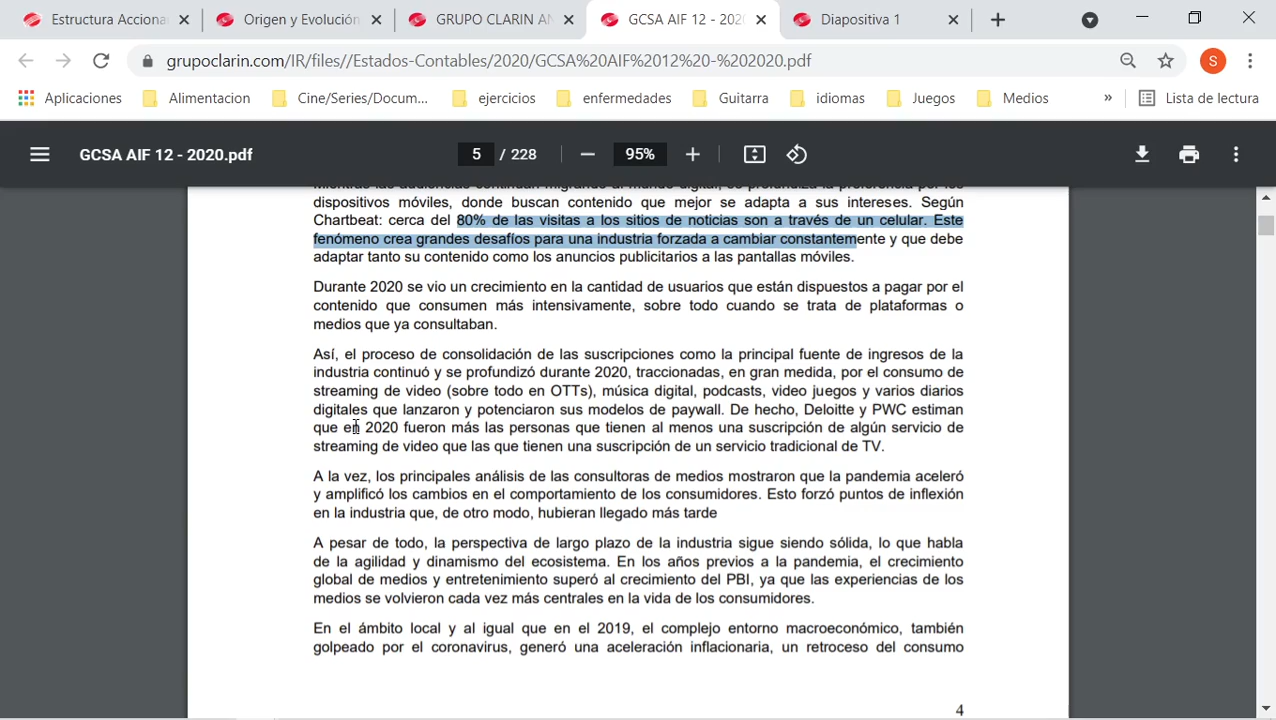 Estructura Acciona
Origen y Evolución
GRUPO CLARIN AN
GCSA AIF 12 - 202
Diapositiva 1
grupoclarin.com/IR/files//Estados-Contables/2020/GCSA%20AIF%2012%20-%202020.pdf
S
Aplicaciones
Alimentacion
Cine/Series/Docum...
ejercicios
enfermedades
Guitarra
idiomas
Juegos
Medios
»
Lista de lectura
GCSA AIF 12 - 2020.pdf
5 / 228
95%
Mientras las audiencias continúan migrando al mundo digital, se profundiza la preferencia por los
dispositivos móviles, donde buscan contenido que mejor se adapta a sus intereses. Según
Chartbeat: cerca del 80% de las visitas a los sitios de noticias son a través de un celular. Este
fenómeno crea grandes desafíos para una industria forzada a cambiar constantemente y que debe
adaptar tanto su contenido como los anuncios publicitarios a las pantallas móviles.
Durante 2020 se vio un crecimiento en la cantidad de usuarios que están dispuestos a pagar por el
contenido que consumen más intensivamente, sobre todo cuando se trata de plataformas o
medios que ya consultaban.
Así, el proceso de consolidación de las suscripciones como la principal fuente de ingresos de la
industria continuó y se profundizó durante 2020, traccionadas, en gran medida, por el consumo de
streaming de video (sobre todo en OTTs), música digital, podcasts, video juegos y varios diarios
digitales que lanzaron y potenciaron sus modelos de paywall. De hecho, Deloitte y PWC estiman
que en 2020 fueron más las personas que tienen al menos una suscripción de algún servicio de
streaming de video que las que tienen una suscripción de un servicio tradicional de TV.
A la vez, los principales análisis de las consultoras de medios mostraron que la pandemia aceleró
y amplificó los cambios en el comportamiento de los consumidores. Esto forzó puntos de inflexión
en la industria que, de otro modo, hubieran llegado más tarde
A pesar de todo, la perspectiva de largo plazo de la industria sigue siendo sólida, lo que habla
de la agilidad y dinamismo del ecosistema. En los años previos a la pandemia, el crecimiento
global de medios y entretenimiento superó al crecimiento del PBI, ya que las experiencias de los
medios se volvieron cada vez más centrales en la vida de los consumidores.
En el ámbito local y al igual que en el 2019, el complejo entorno macroeconómico, también
golpeado por el coronavirus, generó una aceleración inflacionaria, un retroceso del consumo
4